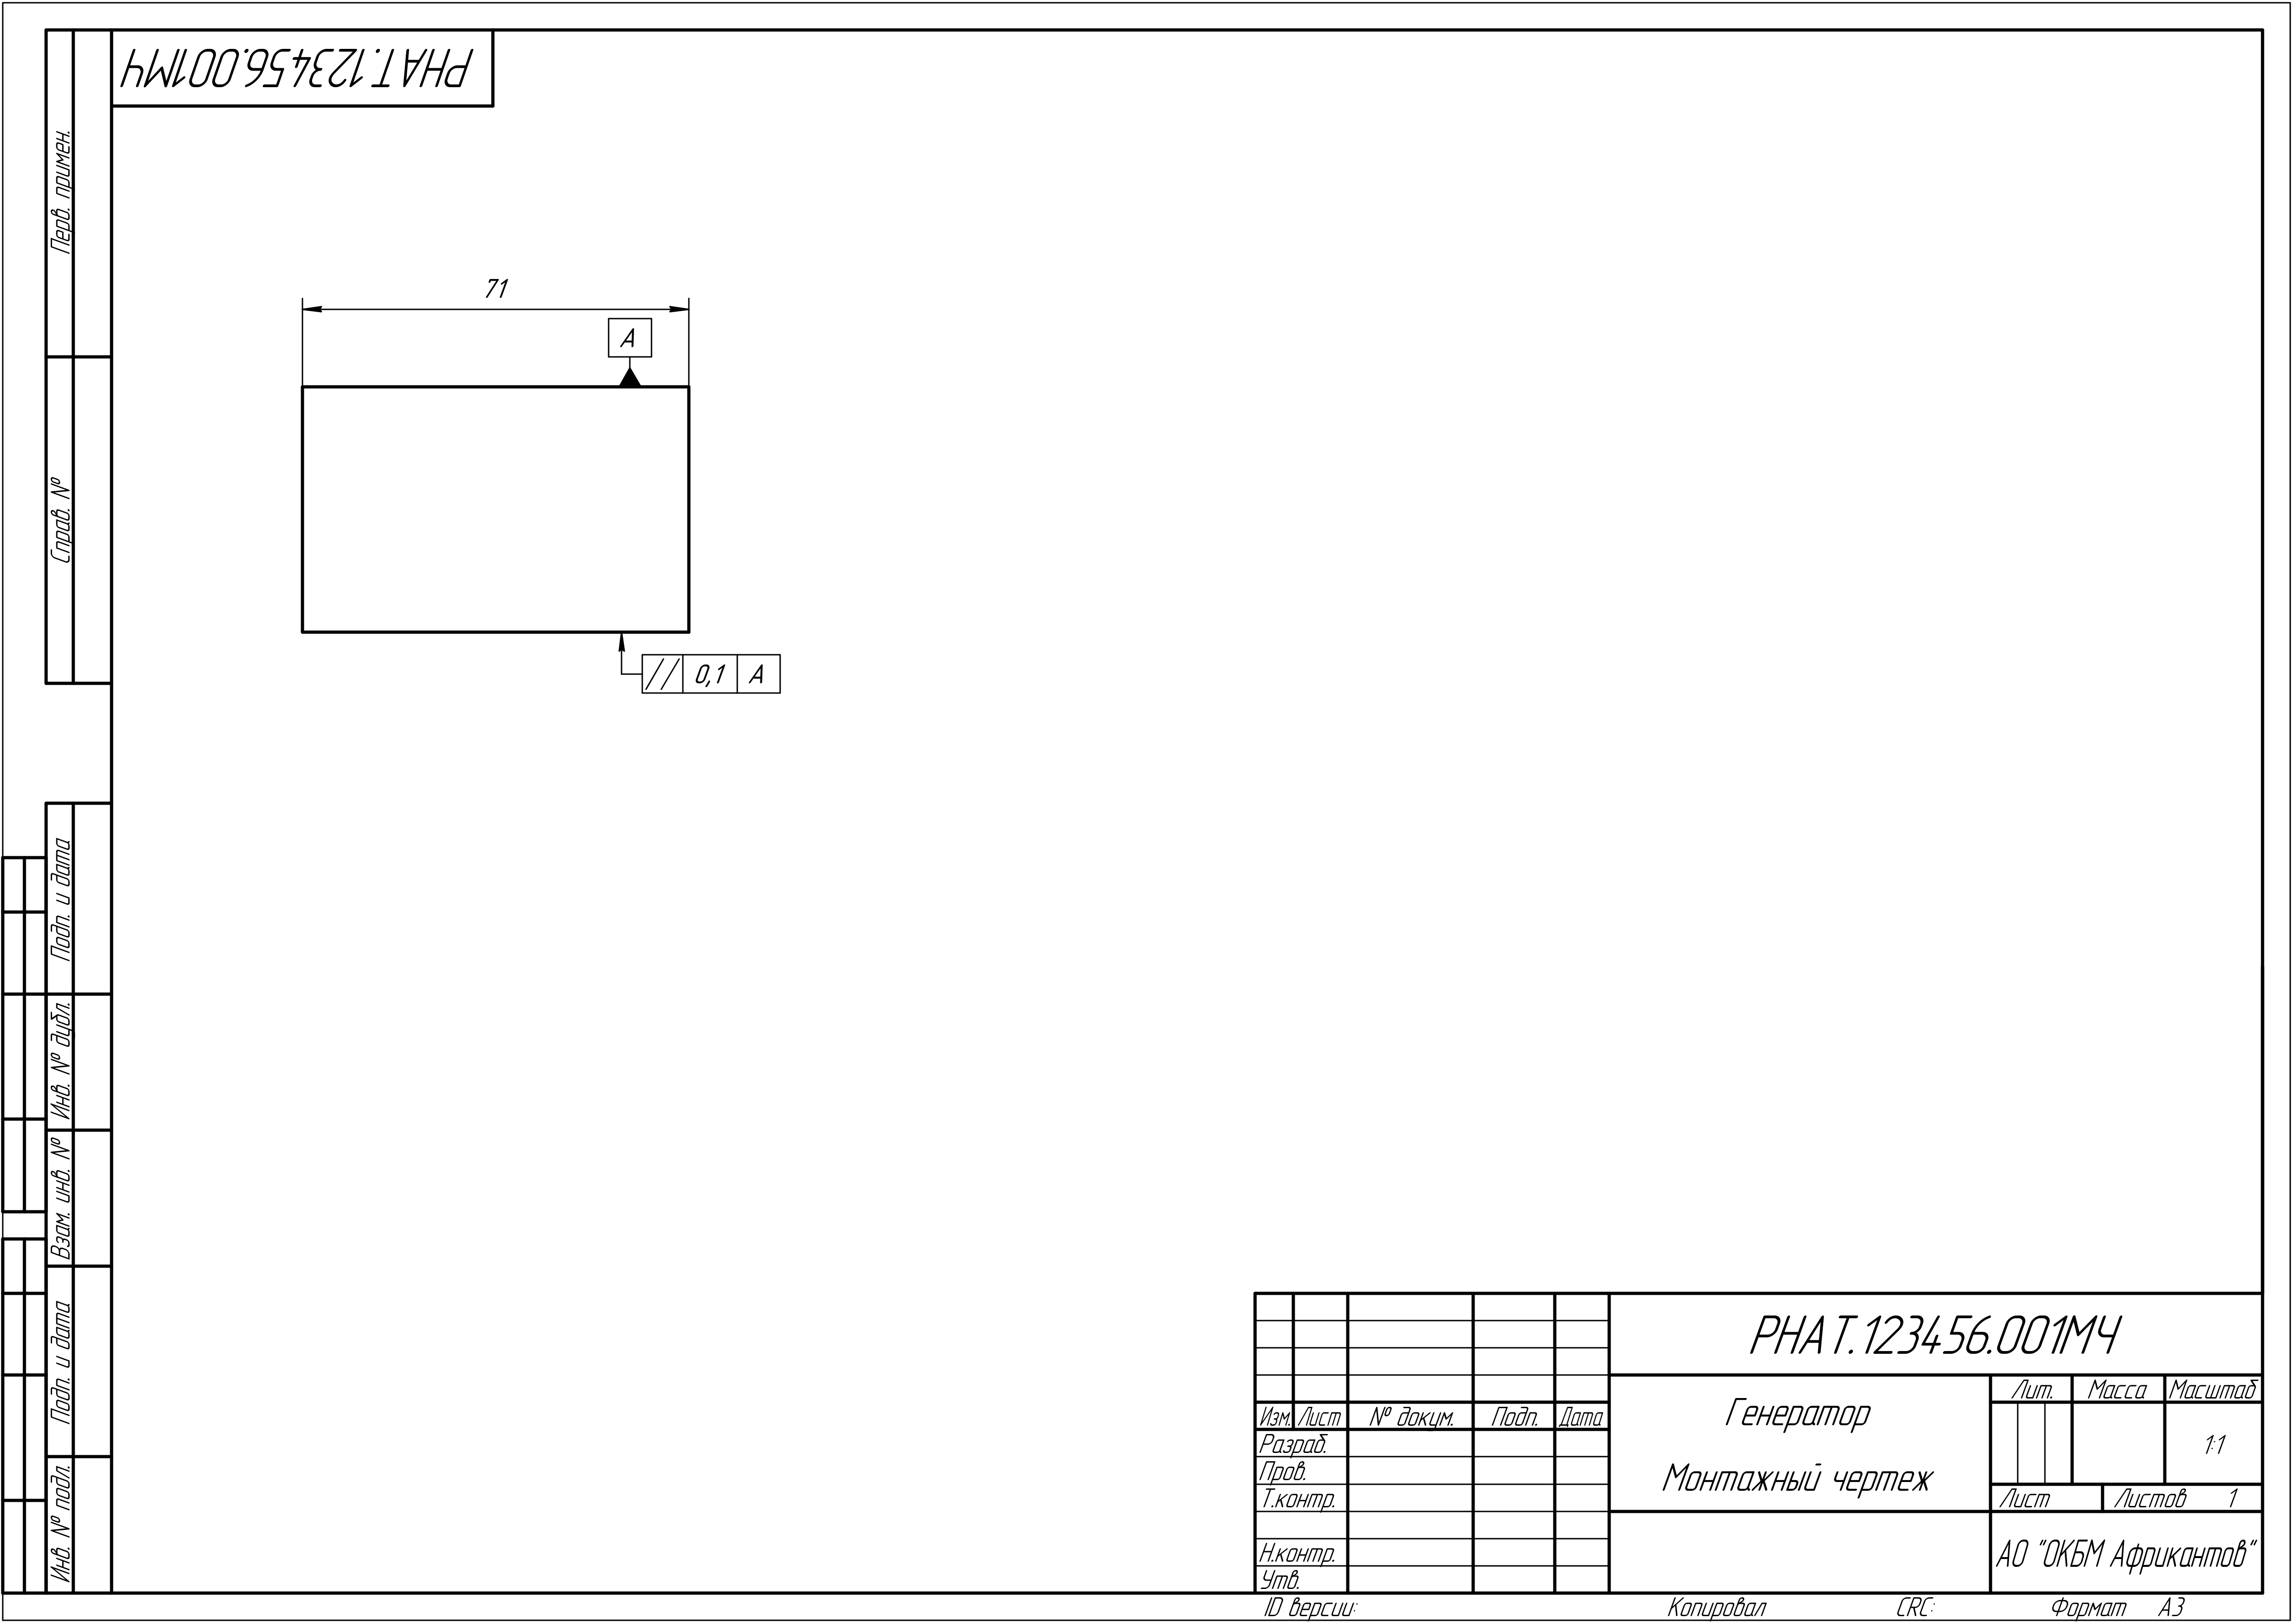 РНАТ.123456.001МЧ
Перв. примен.
Справ. №
71
А
// 0,1 А
Подп. и дата
Инв. № дубл.
Взам. инв. №
Подп. и дата
Инв. № подл.
РНАТ.123456.001МЧ
Генератор
Монтажный чертеж
Лит. Масса Масштаб
1:1
Лист Листов 1
АО "ОКБМ Африкантов"
Изм. Лист № докум. Подп. Дата
Разраб.
Пров.
Т.контр.
Н.контр.
Утв.
ID версии: Копировал CRC: Формат А3